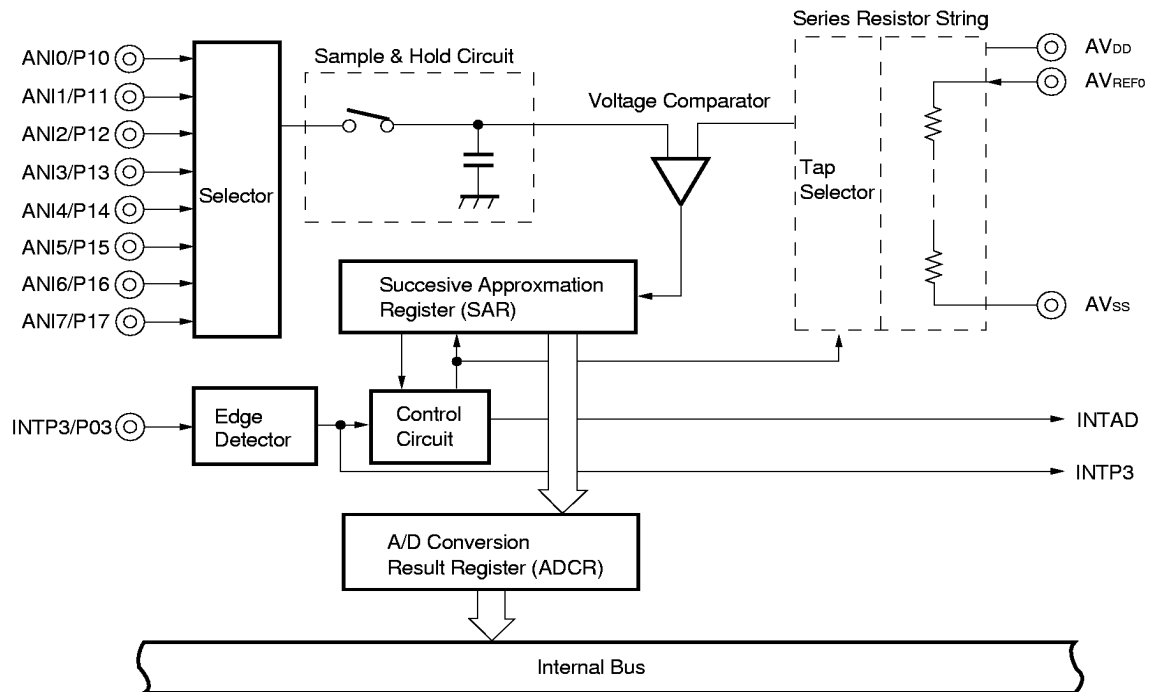 Series Resistor String
ANI0/P10
ANI1/P11
ANI2/P12
ANI3/P13
ANI4/P14
ANI5/P15
ANI6/P16
ANI7/P17
Selector
Sample & Hold Circuit
Voltage Comparator
Tap
Selector
AVDD
AVREF0
AVSS
Succesive Approxmation
Register (SAR)
INTP3/P03
Edge
Detector
Control
Circuit
INTAD
INTP3
A/D Conversion
Result Register (ADCR)
Internal Bus